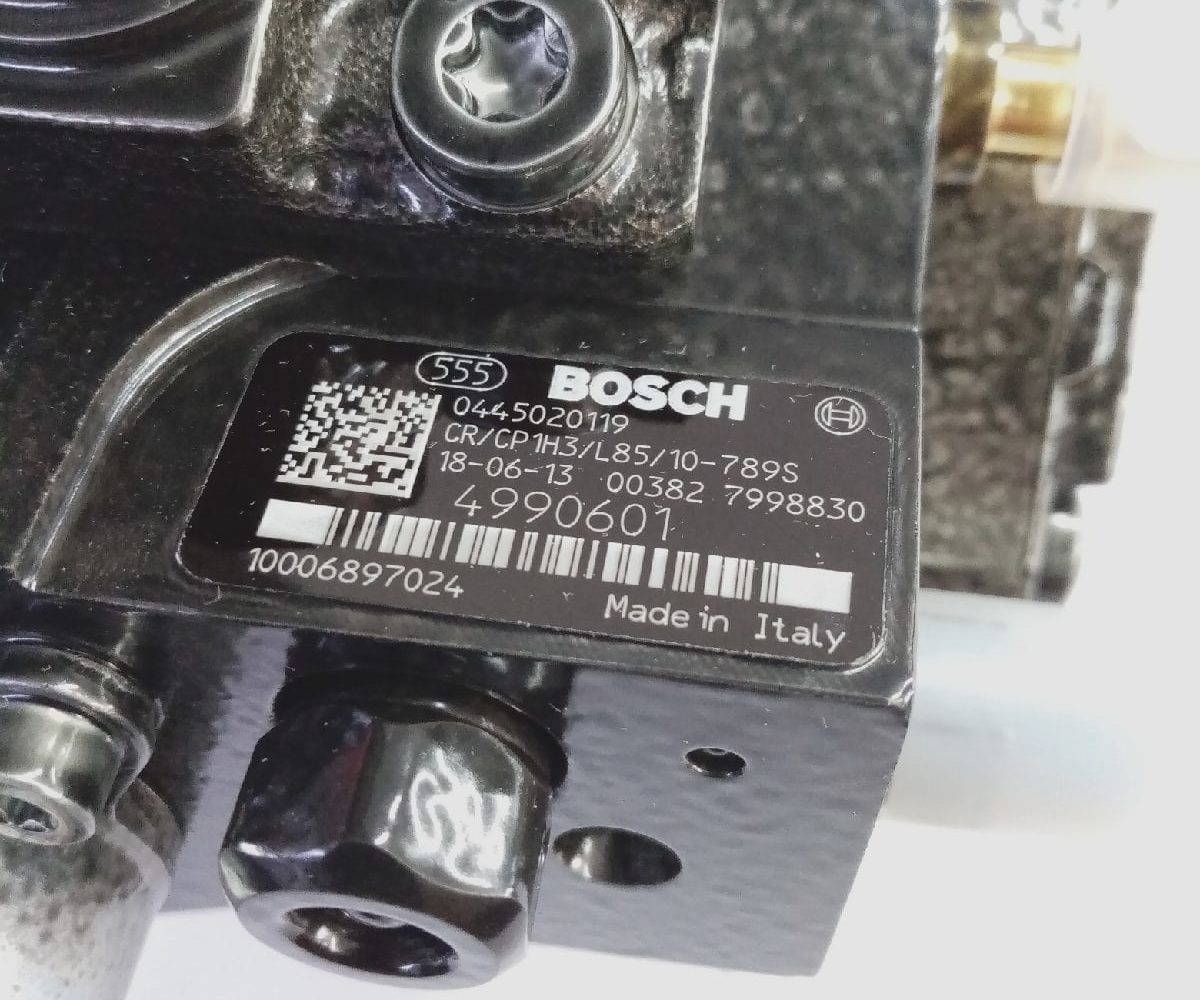 555 BOSCH
0445020119
CR/CP1H3/L85/10-789S
18-06-13 00382 7998830
4990601
10006897024
Made in Italy